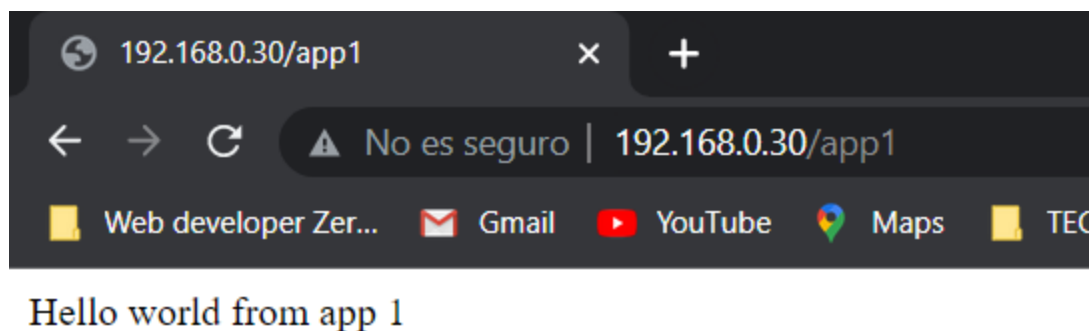 192.168.0.30/app1
No es seguro | 192.168.0.30/app1
Web developer Zer... Gmail YouTube Maps TEC
Hello world from app 1